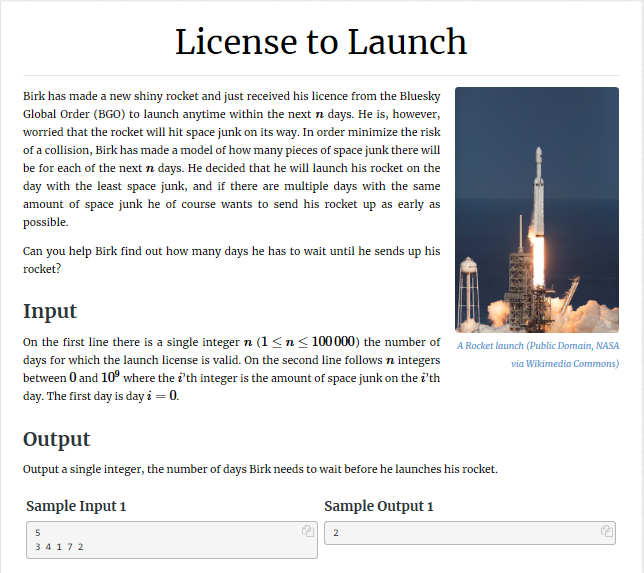 License to Launch
Birk has made a new shiny rocket and just received his licence from the Bluesky
Global Order (BGO) to launch anytime within the next n days. He is, however,
worried that the rocket will hit space junk on its way. In order minimize the risk
of a collision, Birk has made a model of how many pieces of space junk there will
be for each of the next n days. He decided that he will launch his rocket on the
day with the least space junk, and if there are multiple days with the same
amount of space junk he of course wants to send his rocket up as early as
possible.
Can you help Birk find out how many days he has to wait until he sends up his
rocket?
A Rocket launch (Public Domain, NASA
via Wikimedia Commons)
Input
On the first line there is a single integer n (1 ≤ n ≤ 100 000) the number of
days for which the launch license is valid. On the second line follows n integers
between 0 and 10⁹ where the i'th integer is the amount of space junk on the i'th
day. The first day is day i = 0.
Output
Output a single integer, the number of days Birk needs to wait before he launches his rocket.
Sample Input 1
5
3 4 1 7 2
Sample Output 1
2